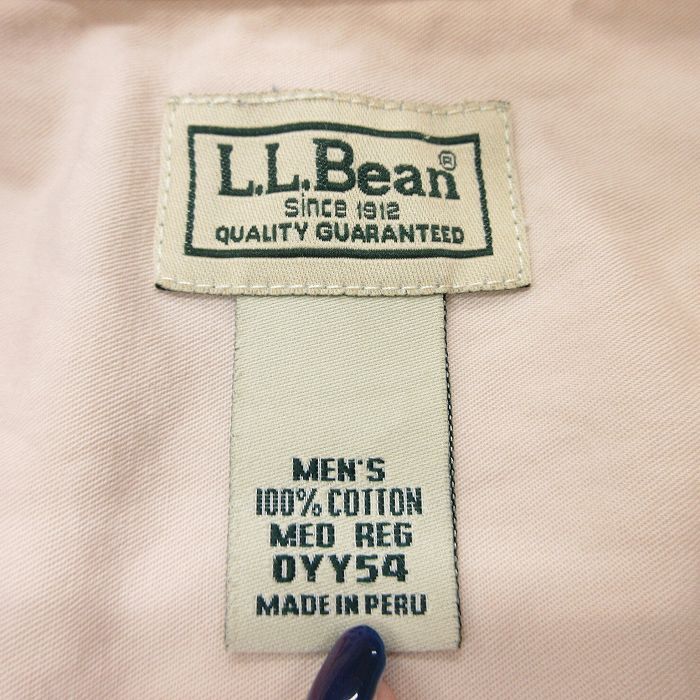 L.L.Bean®
Since 1912
QUALITY GUARANTEED
MEN'S
100% COTTON
MED REG
0YY54
MADE IN PERU